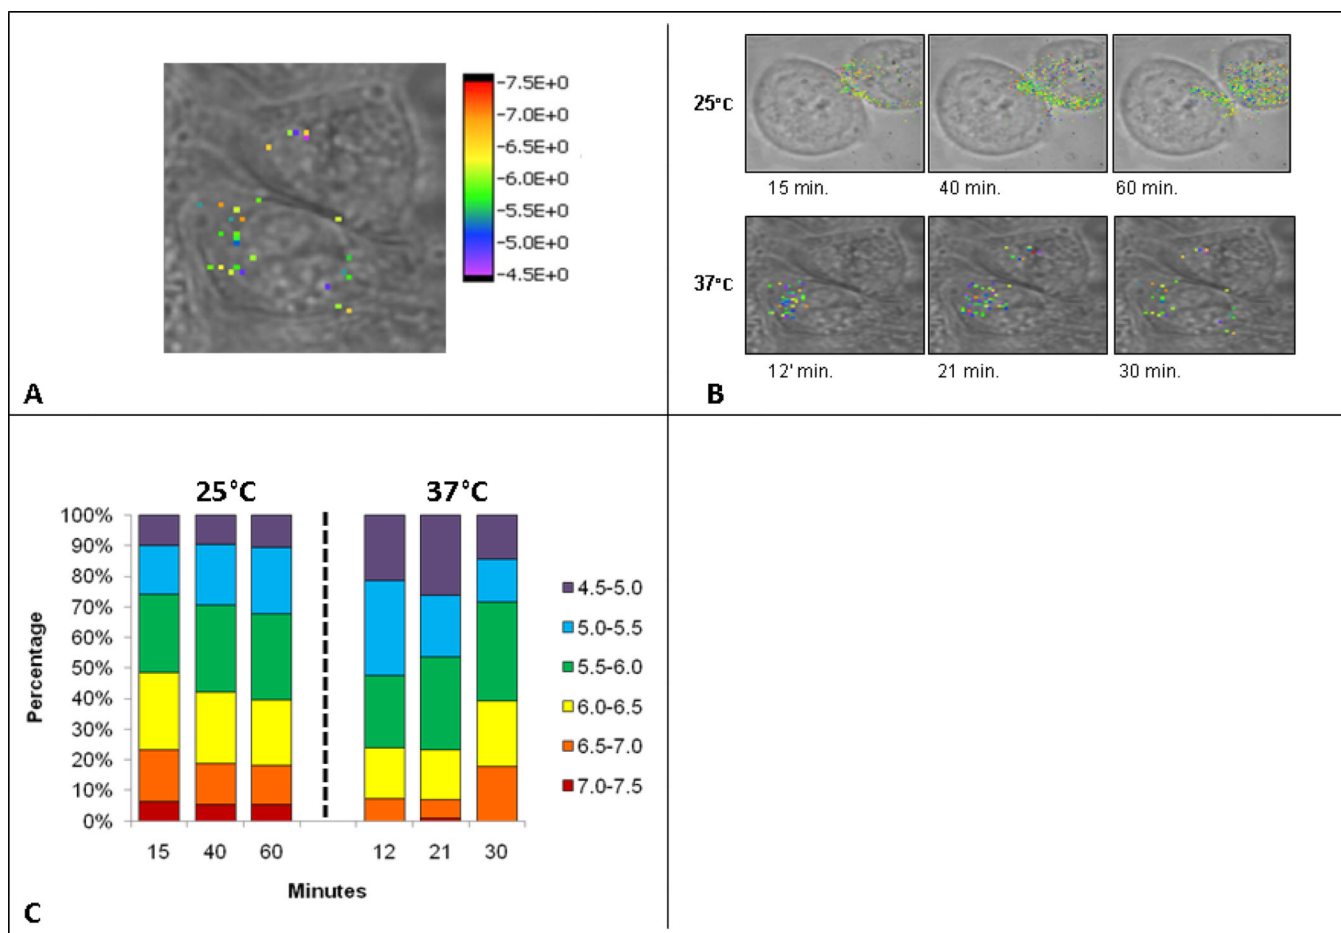 -7.5E+0
-7.0E+0
-6.5E+0
-6.0E+0
-5.5E+0
-5.0E+0
-4.5E+0
A
25°C
15 min.
40 min.
60 min.
37°C
12' min.
21 min.
30 min.
B
25°C
37°C
100%
90%
80%
70%
60%
50%
40%
30%
20%
10%
0%
Percentage
15
40
60
12
21
30
Minutes
4.5-5.0
5.0-5.5
5.5-6.0
6.0-6.5
6.5-7.0
7.0-7.5
C